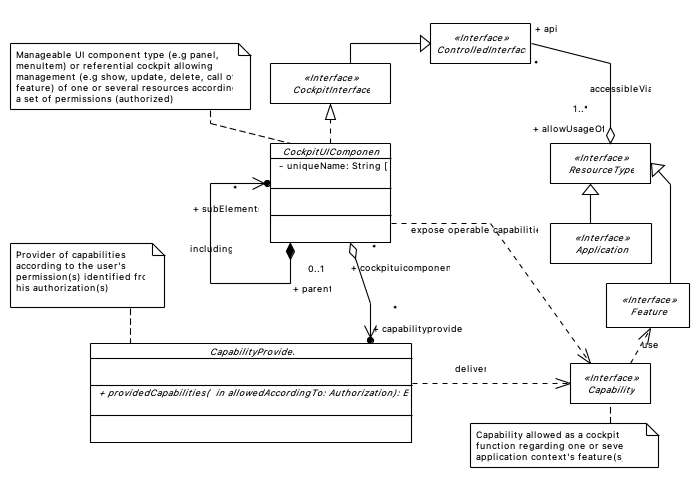 + api
«Interface»
ControlledInterfac
*
Manageable UI component type (e.g panel,
menuItem) or referential cockpit allowing
management (e.g show, update, delete, call of
feature) of one or several resources according
a set of permissions (authorized)
«Interface»
CockpitInterface
accessibleVia
1..*
+ allowUsageOf
CockpitUIComponen
- uniqueName: String [
«Interface»
ResourceType
*
+ subElements
including
expose operable capabilitie
«Interface»
Application
*
0..1
+ cockpituicomponen
+ parent
Provider of capabilities
according to the user's
permission(s) identified fro
his authorization(s)
«Interface»
Feature
*
+ capabilityprovide
use
CapabilityProvide
deliver
+ providedCapabilities( in allowedAccordingTo: Authorization): E
«Interface»
Capability
Capability allowed as a cockpit
function regarding one or seve
application context's feature(s